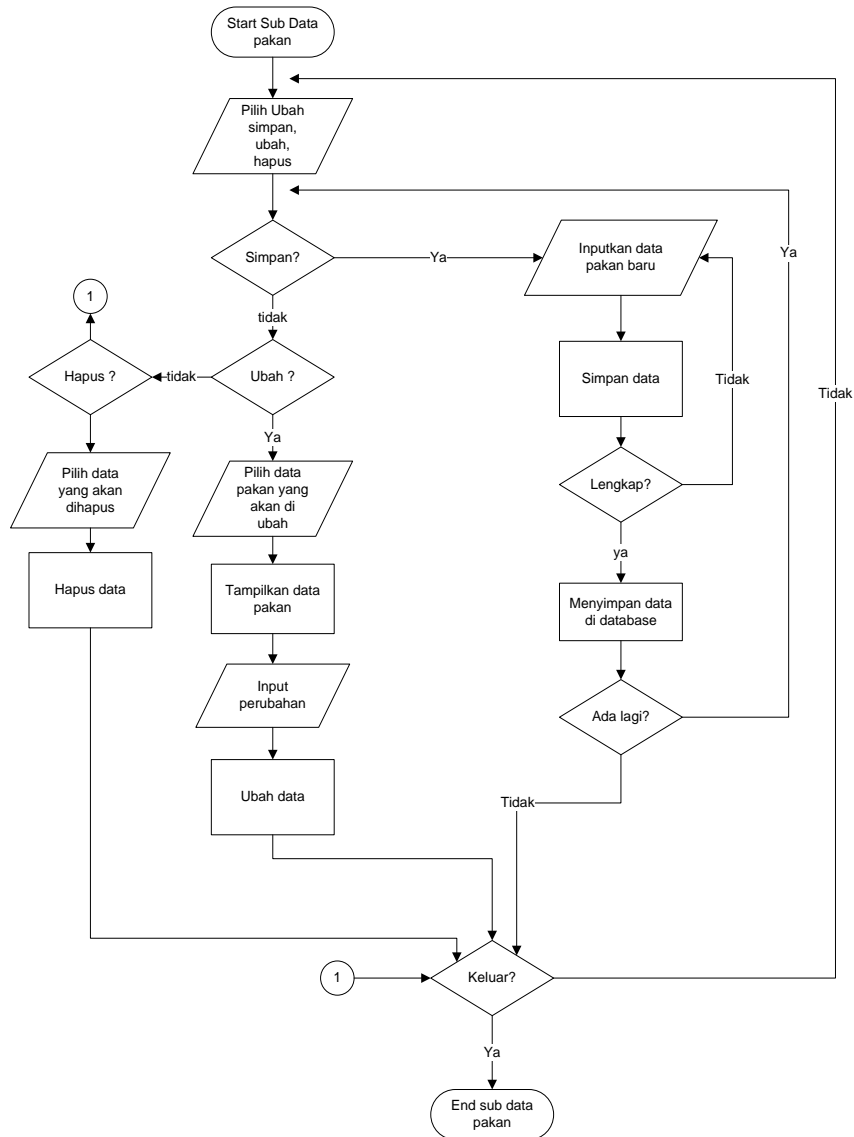 Start Sub Data
pakan
Pilih Ubah
simpan,
ubah,
hapus
Simpan?
Ya
Inputkan data
pakan baru
Ya
tidak
1
Hapus ?
tidak
Ubah ?
Simpan data
Tidak
Tidak
Ya
Pilih data
yang akan
dihapus
Pilih data
pakan yang
akan di
ubah
Lengkap?
ya
Hapus data
Tampilkan data
pakan
Menyimpan data
di database
Input
perubahan
Ada lagi?
Ubah data
Tidak
1
Keluar?
Ya
End sub data
pakan